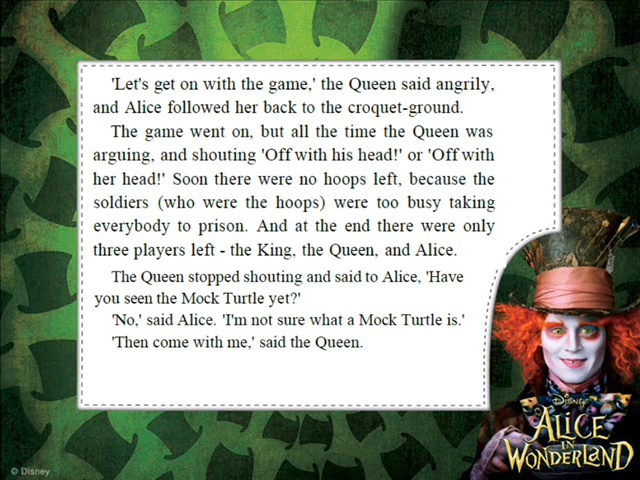 'Let's get on with the game,' the Queen said angrily,
and Alice followed her back to the croquet-ground.
The game went on, but all the time the Queen was
arguing, and shouting 'Off with his head!' or 'Off with
her head!' Soon there were no hoops left, because the
soldiers (who were the hoops) were too busy taking
everybody to prison. And at the end there were only
three players left - the King, the Queen, and Alice.
The Queen stopped shouting and said to Alice, 'Have
you seen the Mock Turtle yet?'
'No,' said Alice. 'I'm not sure what a Mock Turtle is.'
'Then come with me,' said the Queen.
DISNEY
ALICE
IN
WONDERLAND
© Disney